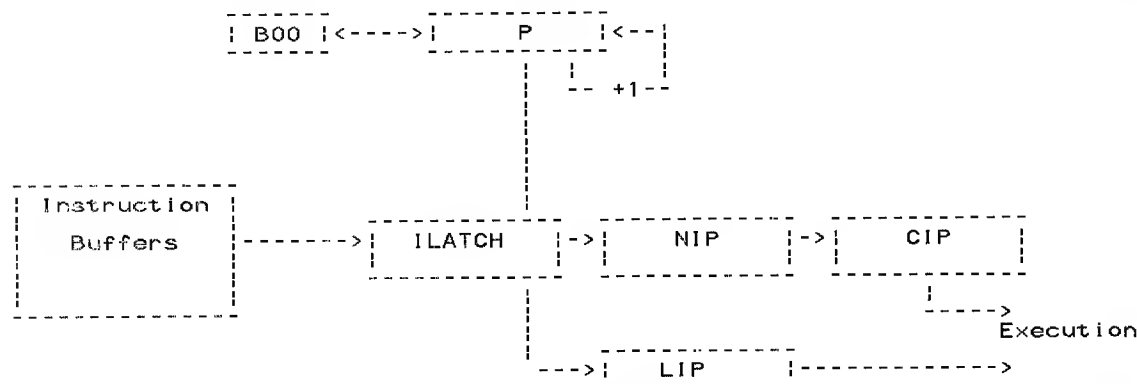 B00 P
+1
Instruction
Buffers ILATCH NIP CIP
Execution
LIP